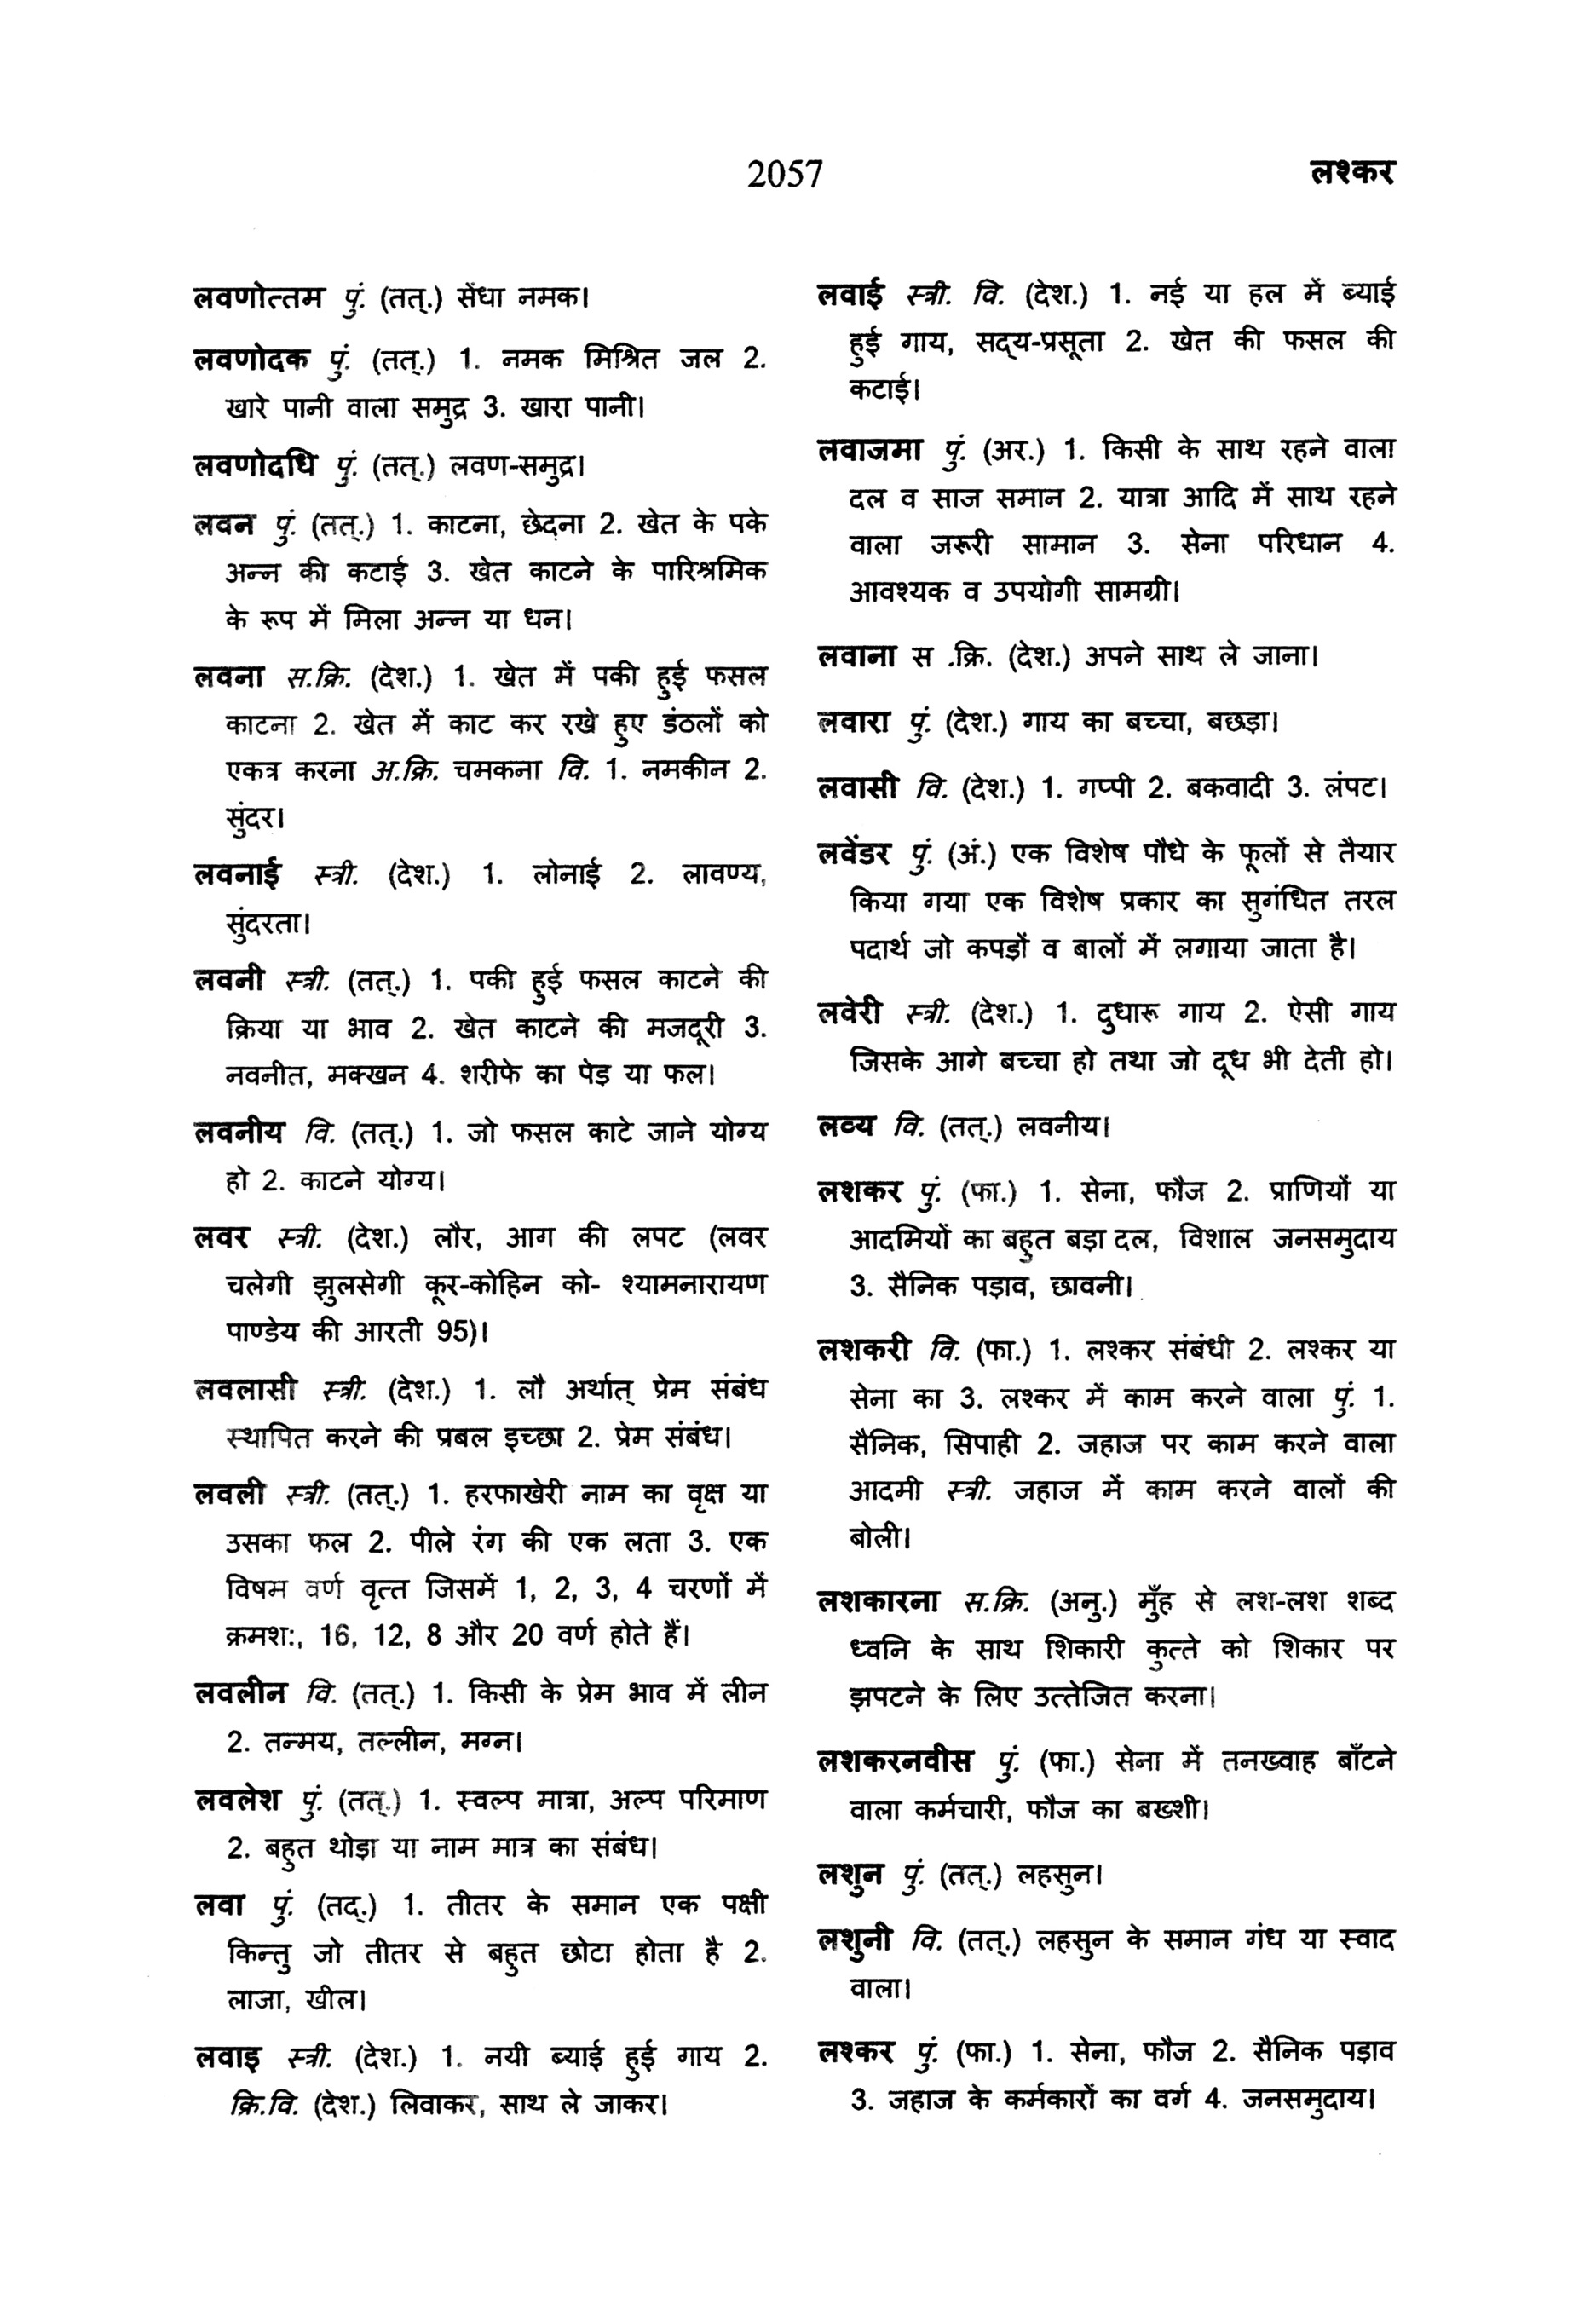 2057
लश्कर
लवणोत्तम पुं. (तत्.) सेंधा नमक।
लवणोदक पुं. (तत्.) 1. नमक मिश्रित जल 2.
खारे पानी वाला समुद्र 3. खारा पानी।
लवणोदधि पुं. (तत्.) लवण-समुद्र।
लवन पुं. (तत्.) 1. काटना, छेदना 2. खेत के पके
अन्न की कटाई 3. खेत काटने के पारिश्रमिक
के रूप में मिला अन्न या धन।
लवना स.क्रि. (देश.) 1. खेत में पकी हुई फसल
काटना 2. खेत में काट कर रखे हुए डंठलों को
एकत्र करना अ.क्रि. चमकना वि. 1. नमकीन 2.
सुंदर।
लवनाई स्त्री. (देश.) 1. लोनाई 2. लावण्य,
सुंदरता।
लवनी स्त्री. (तत्.) 1. पकी हुई फसल काटने की
क्रिया या भाव 2. खेत काटने की मजदूरी 3.
नवनीत, मक्खन 4. शरीफे का पेड़ या फल।
लवनीय वि. (तत्.) 1. जो फसल काटे जाने योग्य
हो 2. काटने योग्य।
लवर स्त्री. (देश.) लौर, आग की लपट (लवर
चलेगी झुलसेगी कूर-कोहिन को- श्यामनारायण
पाण्डेय की आरती 95)।
लवलासी स्त्री. (देश.) 1. लौ अर्थात् प्रेम संबंध
स्थापित करने की प्रबल इच्छा 2. प्रेम संबंध।
लवली स्त्री. (तत्.) 1. हरफाखेरी नाम का वृक्ष या
उसका फल 2. पीले रंग की एक लता 3. एक
विषम वर्ण वृत्त जिसमें 1, 2, 3, 4 चरणों में
क्रमश:, 16, 12, 8 और 20 वर्ण होते हैं।
लवलीन वि. (तत्.) 1. किसी के प्रेम भाव में लीन
2. तन्मय, तल्लीन, मग्न।
लवलेश पुं. (तत्.) 1. स्वल्प मात्रा, अल्प परिमाण
2. बहुत थोड़ा या नाम मात्र का संबंध।
लवा पुं. (तद्.) 1. तीतर के समान एक पक्षी
किन्तु जो तीतर से बहुत छोटा होता है 2.
लाजा, खील।
लवाइ स्त्री. (देश.) 1. नयी ब्याई हुई गाय 2.
क्रि.वि. (देश.) लिवाकर, साथ ले जाकर।
लवाई स्त्री. वि. (देश.) 1. नई या हल में ब्याई
हुई गाय, सद्य-प्रसूता 2. खेत की फसल की
कटाई।
लवाजमा पुं. (अर.) 1. किसी के साथ रहने वाला
दल व साज समान 2. यात्रा आदि में साथ रहने
वाला जरूरी सामान 3. सेना परिधान 4.
आवश्यक व उपयोगी सामग्री।
लवाना स .क्रि. (देश.) अपने साथ ले जाना।
लवारा पुं. (देश.) गाय का बच्चा, बछड़ा।
लवासी वि. (देश.) 1. गप्पी 2. बकवादी 3. लंपट।
लवेंडर पुं. (अं.) एक विशेष पौधे के फूलों से तैयार
किया गया एक विशेष प्रकार का सुगंधित तरल
पदार्थ जो कपड़ों व बालों में लगाया जाता है।
लवेरी स्त्री. (देश.) 1. दुधारू गाय 2. ऐसी गाय
जिसके आगे बच्चा हो तथा जो दूध भी देती हो।
लव्य वि. (तत्.) लवनीय।
लशकर पुं. (फा.) 1. सेना, फौज 2. प्राणियों या
आदमियों का बहुत बड़ा दल, विशाल जनसमुदाय
3. सैनिक पड़ाव, छावनी।
लशकरी वि. (फा.) 1. लश्कर संबंधी 2. लश्कर या
सेना का 3. लश्कर में काम करने वाला पुं. 1.
सैनिक, सिपाही 2. जहाज पर काम करने वाला
आदमी स्त्री. जहाज में काम करने वालों की
बोली।
लशकारना स.क्रि. (अनु.) मुँह से लश-लश शब्द
ध्वनि के साथ शिकारी कुत्ते को शिकार पर
झपटने के लिए उत्तेजित करना।
लशकरनवीस पुं. (फा.) सेना में तनख्वाह बाँटने
वाला कर्मचारी, फौज का बख्शी।
लशुन पुं. (तत्.) लहसुन।
लशुनी वि. (तत्.) लहसुन के समान गंध या स्वाद
वाला।
लश्कर पुं. (फा.) 1. सेना, फौज 2. सैनिक पड़ाव
3. जहाज के कर्मकारों का वर्ग 4. जनसमुदाय।